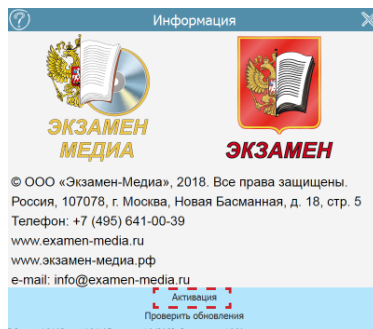 Информация
ЭКЗАМЕН
МЕДИА
ЭКЗАМЕН
© ООО «Экзамен-Медиа», 2018. Все права защищены.
Россия, 107078, г. Москва, Новая Басманная, д. 18, стр. 5
Телефон: +7 (495) 641-00-39
www.examen-media.ru
www.экзамен-медиа.рф
e-mail: info@examen-media.ru
Активация
Проверить обновления